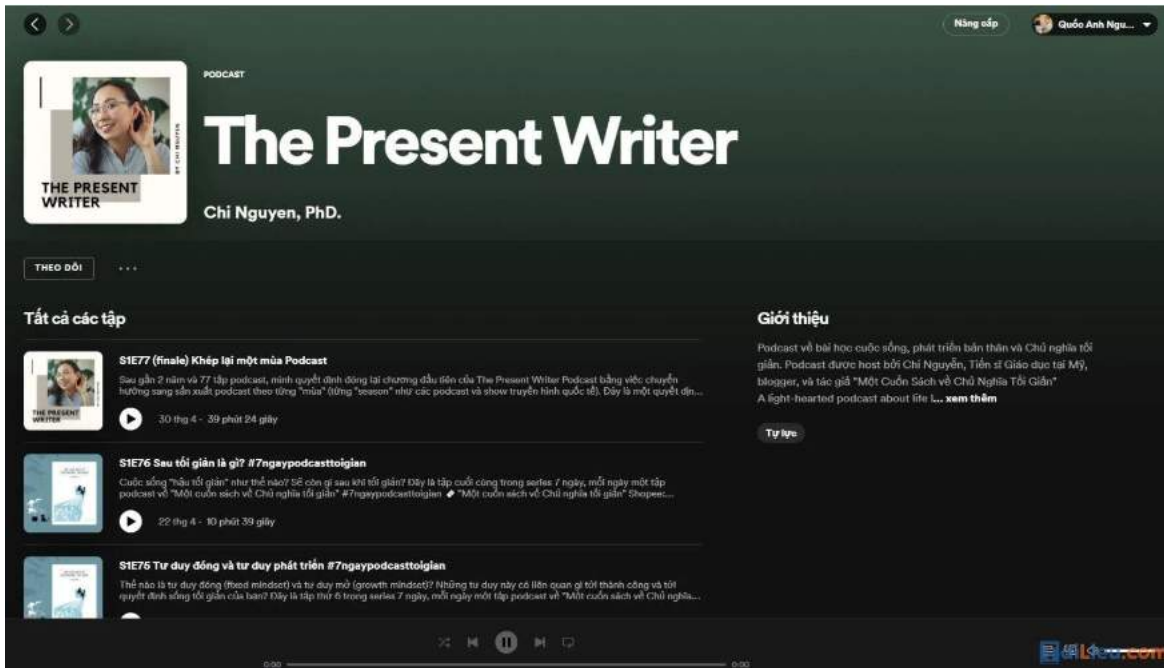 Nâng cấp
Quốc Anh Ngu...
PODCAST
The Present Writer
Chi Nguyen, PhD.
BY CHI NGUYEN
THE PRESENT
WRITER
THEO DÕI
Tất cả các tập
S1E77 (finale) Khép lại một mùa Podcast
Sau gần 2 năm và 77 tập podcast, mình quyết định đóng lại chương đầu tiên của The Present Writer Podcast bằng việc chuyển
hướng sang sản xuất podcast theo từng "mùa" (từng "season" như các podcast và show truyền hình quốc tế). Đây là một quyết địn...
THE PRESENT
WRITER
30 thg 4 - 39 phút 24 giây
S1E76 Sau tối giản là gì? #7ngaypodcasttoigian
Cuộc sống "hậu tối giản" như thế nào? Sẽ còn gì sau khi tối giản? Đây là tập cuối cùng trong series 7 ngày, mỗi ngày một tập
podcast về "Một cuốn sách về Chủ nghĩa tối giản" #7ngaypodcasttoigian "Một cuốn sách về Chủ nghĩa tối giản" Shopee:...
22 thg 4 - 10 phút 39 giây
S1E75 Tư duy đóng và tư duy phát triển #7ngaypodcasttoigian
Thế nào là tư duy đóng (fixed mindset) và tư duy mở (growth mindset)? Những tư duy này có liên quan gì tới thành công và tới
quyết định sống tối giản của bạn? Đây là tập thứ 6 trong series 7 ngày, mỗi ngày một tập podcast về "Một cuốn sách về Chủ nghĩa...
Giới thiệu
Podcast về bài học cuộc sống, phát triển bản thân và Chủ nghĩa tối
giản. Podcast được host bởi Chi Nguyễn, Tiến sĩ Giáo dục tại Mỹ,
blogger, và tác giả "Một Cuốn Sách về Chủ Nghĩa Tối Giản"
A light-hearted podcast about life l... xem thêm
Tự lực
0:00
0:00